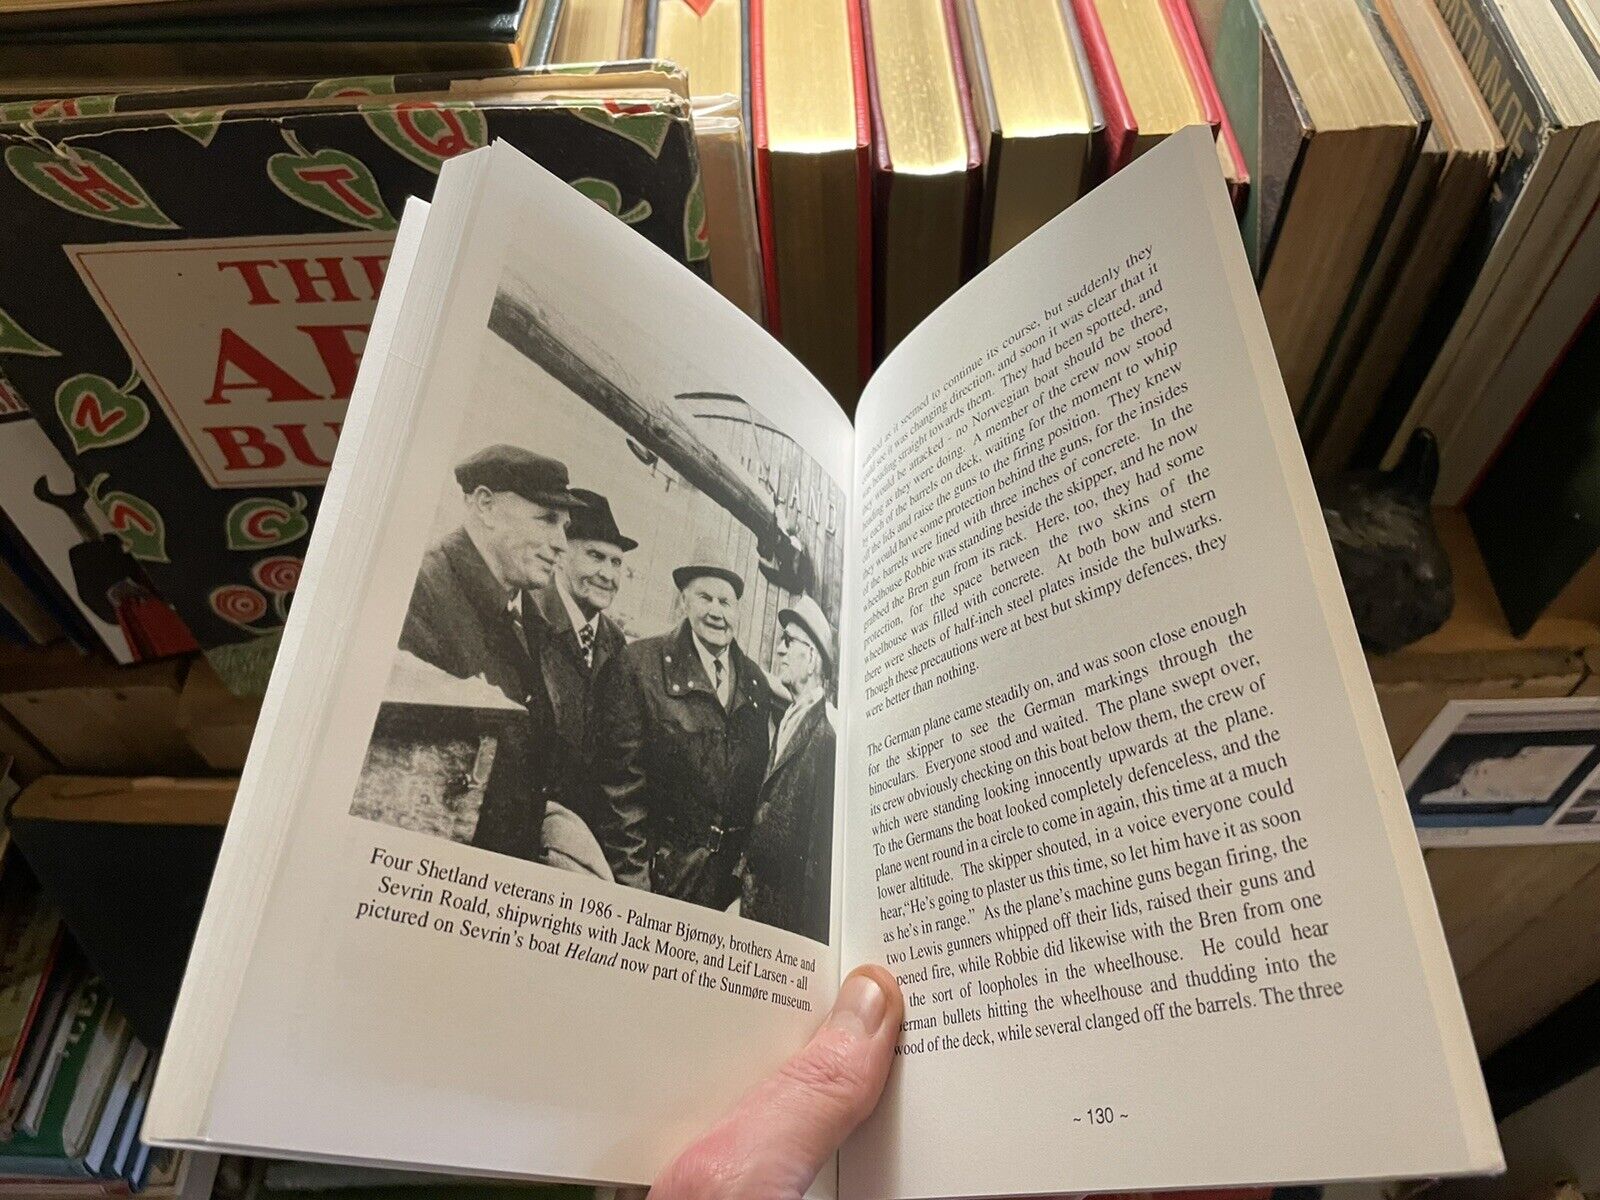 H
T
Q
THE
N
BU
C
LAND
Four Shetland veterans in 1986 - Palmar Bjørnøy, brothers Arne and
Sevrin Roald, shipwrights with Jack Moore, and Leif Larsen - all
pictured on Sevrin's boat Heland now part of the Sunmøre museum.
watched as it seemed to continue its course, but suddenly they
could see it was changing direction, and soon it was clear that it
was heading straight towards them. They had been spotted, and
they would be attacked - no Norwegian boat should be there,
heading as they were doing. A member of the crew now stood
by each of the barrels on deck, waiting for the moment to whip
off the lids and raise the guns to the firing position. They knew
they would have some protection behind the guns, for the insides
of the barrels were lined with three inches of concrete. In the
wheelhouse Robbie was standing beside the skipper, and he now
grabbed the Bren gun from its rack. Here, too, they had some
protection, for the space between the two skins of the
wheelhouse was filled with concrete. At both bow and stern
there were sheets of half-inch steel plates inside the bulwarks.
Though these precautions were at best but skimpy defences, they
were better than nothing.
The German plane came steadily on, and was soon close enough
for the skipper to see the German markings through the
binoculars. Everyone stood and waited. The plane swept over,
its crew obviously checking on this boat below them, the crew of
which were standing looking innocently upwards at the plane.
To the Germans the boat looked completely defenceless, and the
plane went round in a circle to come in again, this time at a much
lower altitude. The skipper shouted, in a voice everyone could
hear,"He's going to plaster us this time, so let him have it as soon
as he's in range." As the plane's machine guns began firing, the
two Lewis gunners whipped off their lids, raised their guns and
pened fire, while Robbie did likewise with the Bren from one
the sort of loopholes in the wheelhouse. He could hear
erman bullets hitting the wheelhouse and thudding into the
wood of the deck, while several clanged off the barrels. The three
~ 130 ~